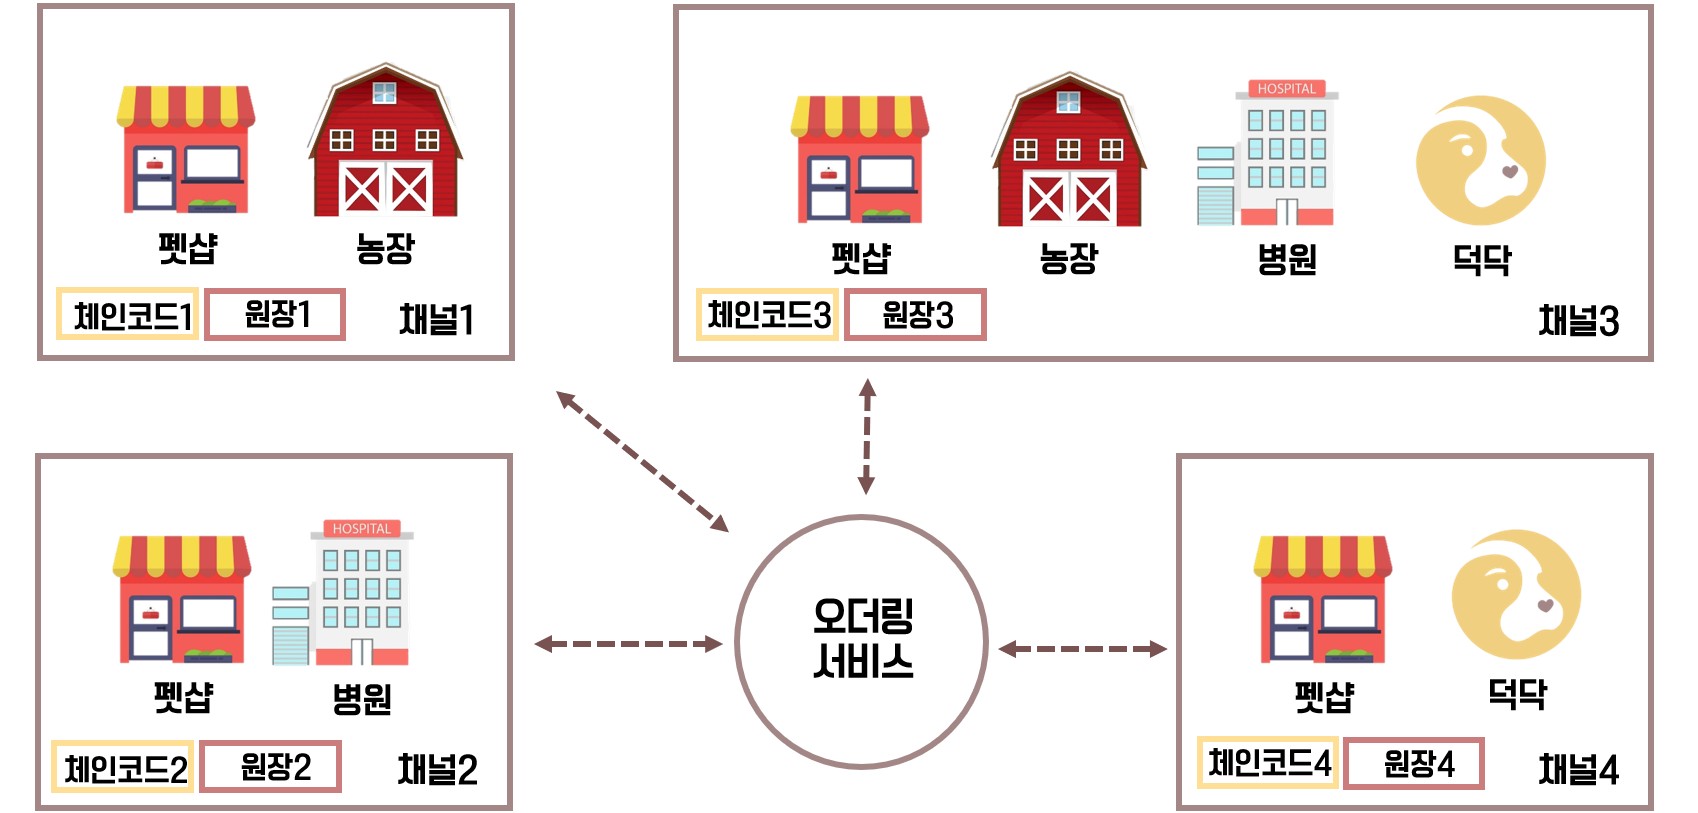 펫샵
농장
체인코드1
원장1
채널1
HOSPITAL
펫샵
농장
병원
덕닥
체인코드3
원장3
채널3
HOSPITAL
펫샵
병원
체인코드2
원장2
채널2
오더링
서비스
펫샵
덕닥
체인코드4
원장4
채널4